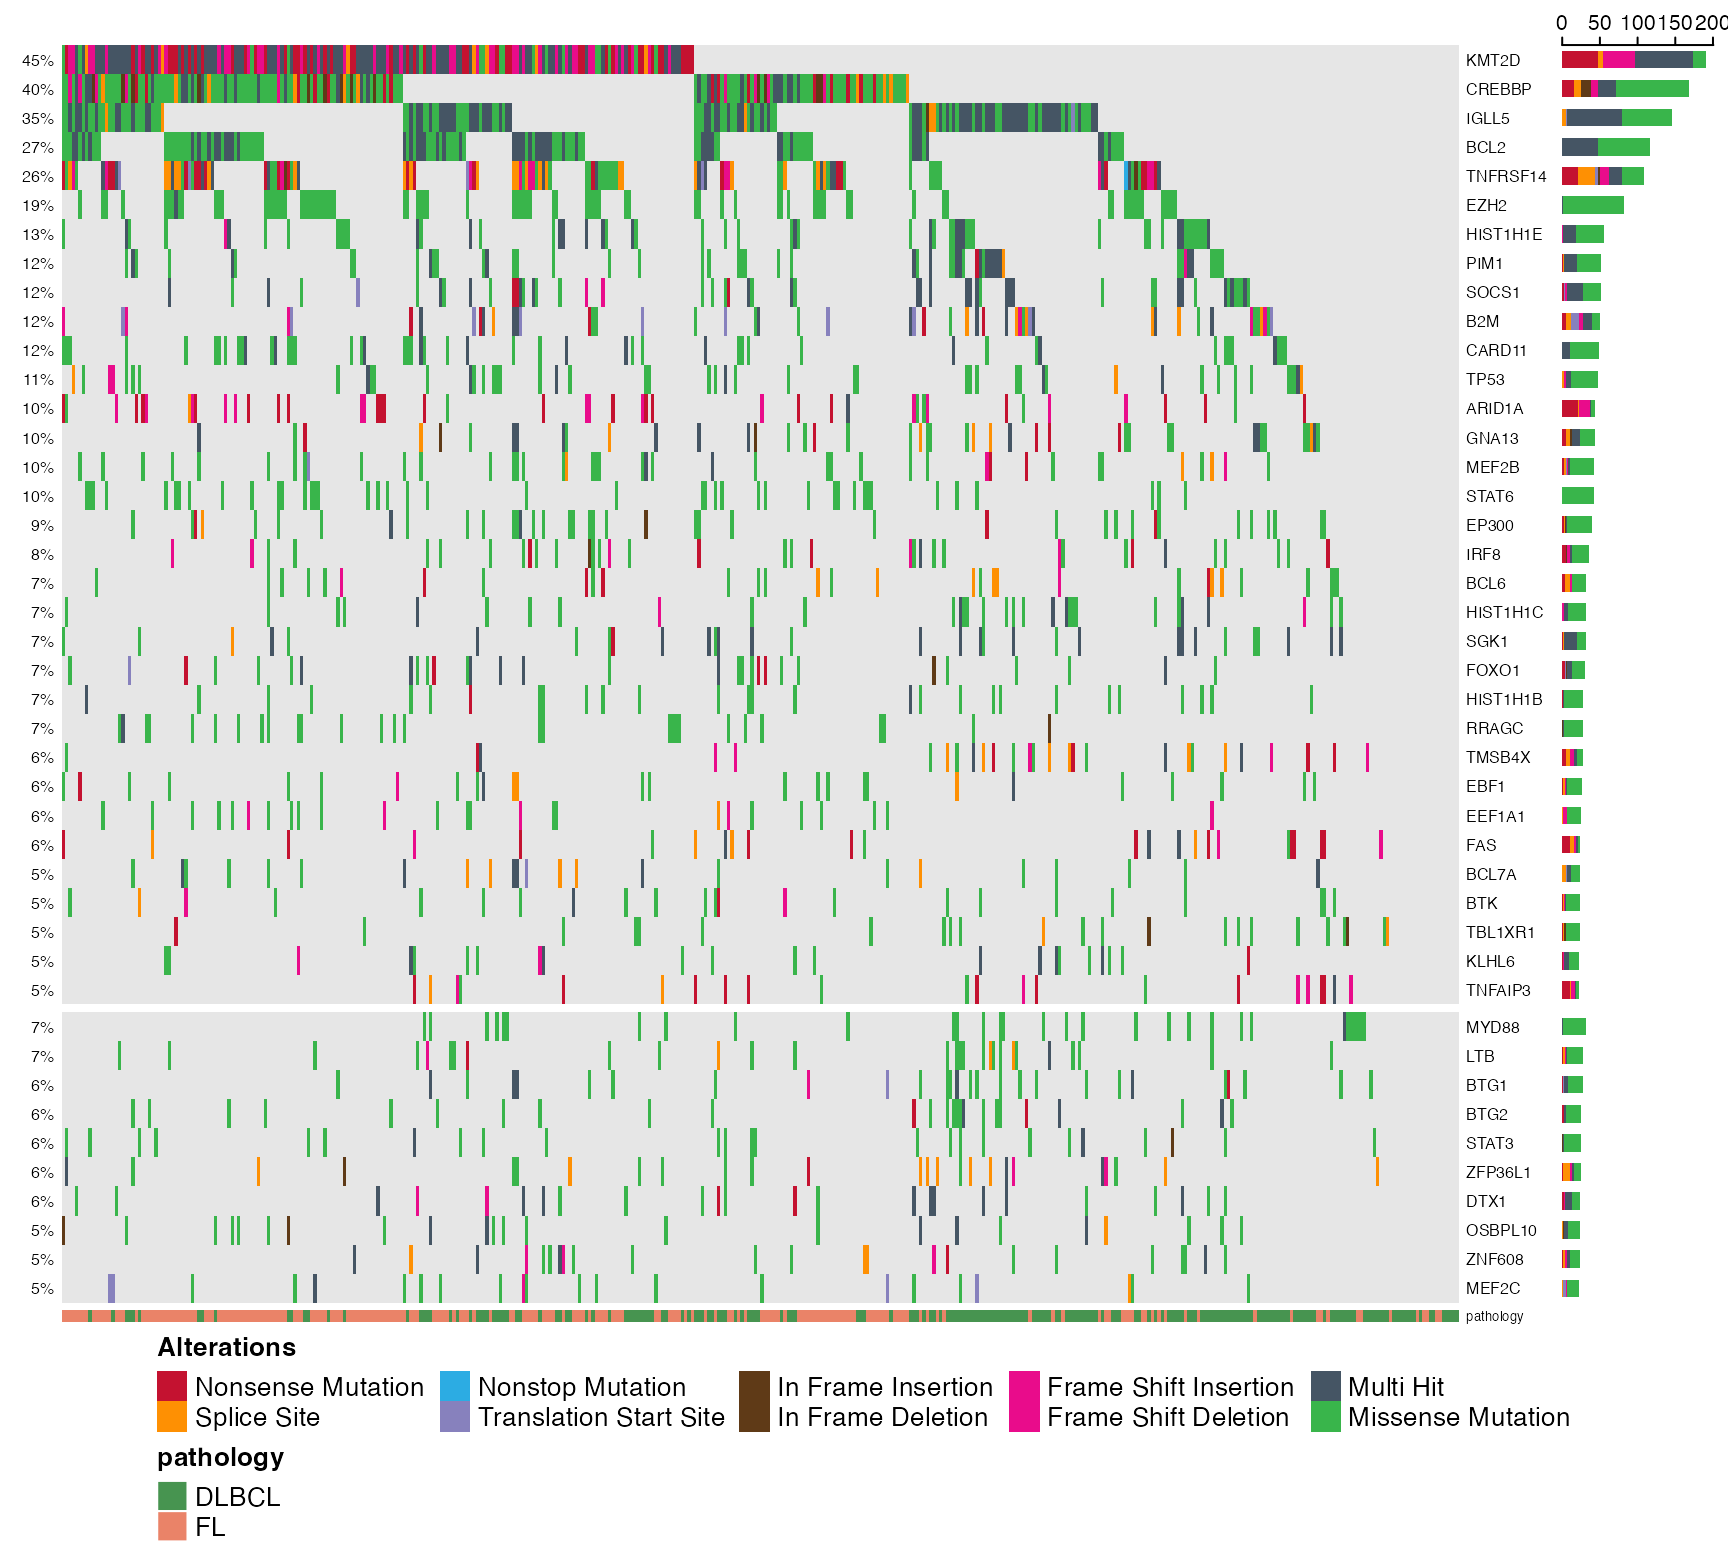 0 50 100 150 200
45% KMT2D
40% CREBBP
35% IGLL5
27% BCL2
26% TNFRSF14
19% EZH2
13% HIST1H1E
12% PIM1
12% SOCS1
12% B2M
12% CARD11
11% TP53
10% ARID1A
10% GNA13
10% MEF2B
10% STAT6
9% EP300
8% IRF8
7% BCL6
7% HIST1H1C
7% SGK1
7% FOXO1
7% HIST1H1B
7% RRAGC
6% TMSB4X
6% EBF1
6% EEF1A1
6% FAS
5% BCL7A
5% BTK
5% TBL1XR1
5% KLHL6
5% TNFAIP3
7% MYD88
7% LTB
6% BTG1
6% BTG2
6% STAT3
6% ZFP36L1
6% DTX1
5% OSBPL10
5% ZNF608
5% MEF2C
pathology
Alterations
Nonsense Mutation Nonstop Mutation In Frame Insertion Frame Shift Insertion Multi Hit
Splice Site Translation Start Site In Frame Deletion Frame Shift Deletion Missense Mutation
pathology
DLBCL
FL